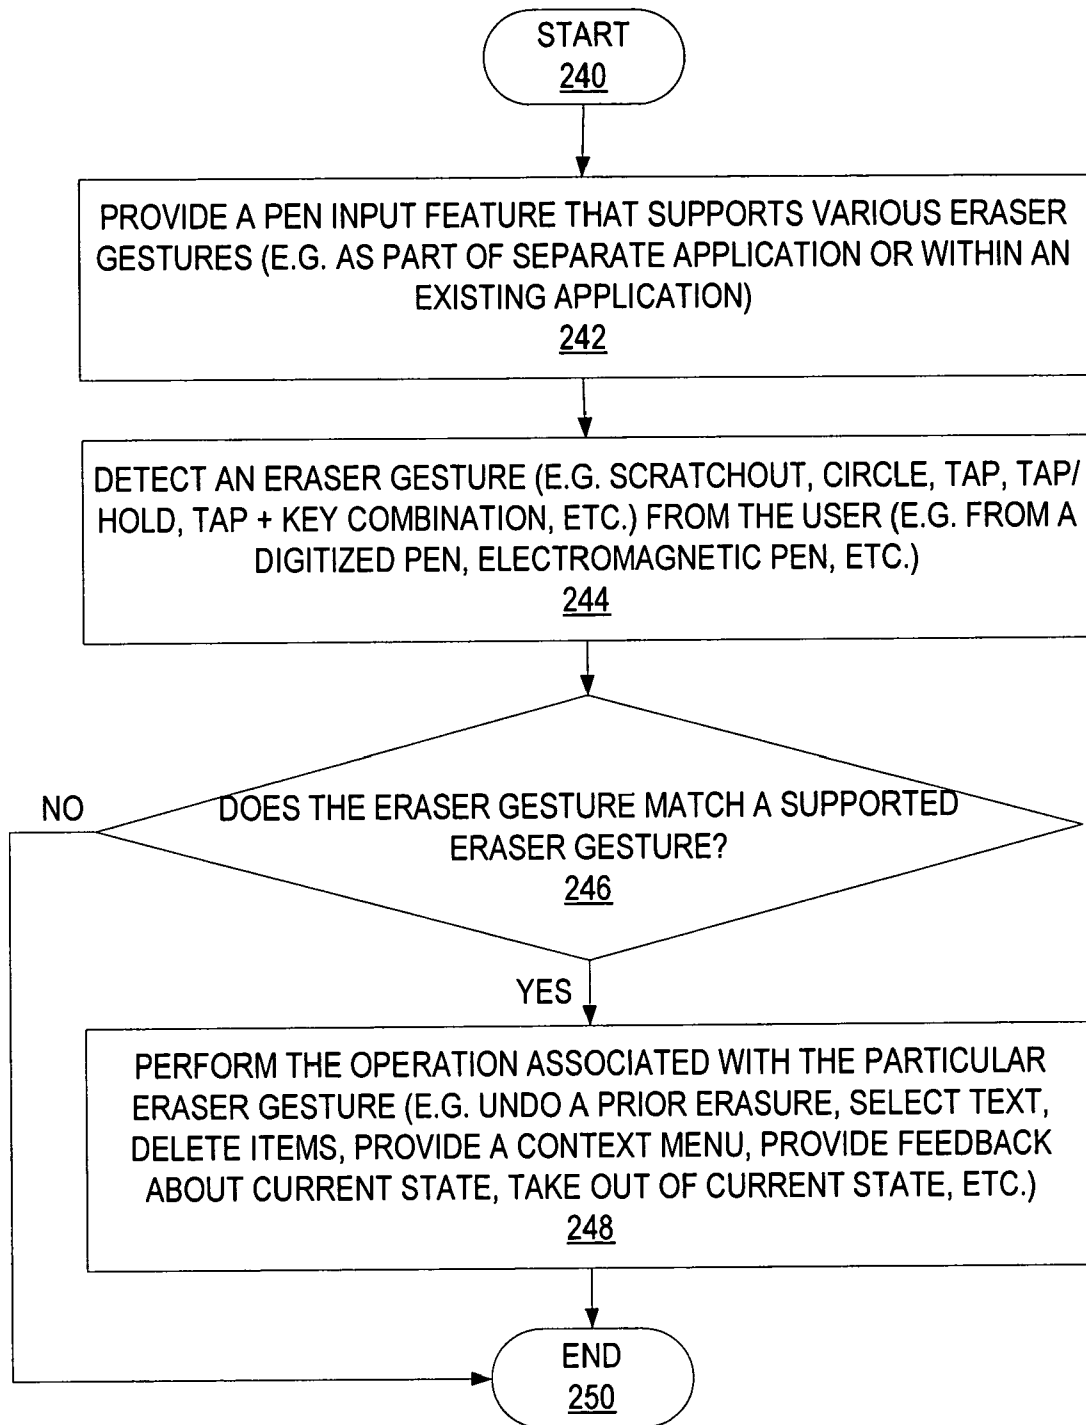 START
240
PROVIDE A PEN INPUT FEATURE THAT SUPPORTS VARIOUS ERASER
GESTURES (E.G. AS PART OF SEPARATE APPLICATION OR WITHIN AN
EXISTING APPLICATION)
242
DETECT AN ERASER GESTURE (E.G. SCRATCHOUT, CIRCLE, TAP, TAP/
HOLD, TAP + KEY COMBINATION, ETC.) FROM THE USER (E.G. FROM A
DIGITIZED PEN, ELECTROMAGNETIC PEN, ETC.)
244
NO
DOES THE ERASER GESTURE MATCH A SUPPORTED
ERASER GESTURE?
246
YES
PERFORM THE OPERATION ASSOCIATED WITH THE PARTICULAR
ERASER GESTURE (E.G. UNDO A PRIOR ERASURE, SELECT TEXT,
DELETE ITEMS, PROVIDE A CONTEXT MENU, PROVIDE FEEDBACK
ABOUT CURRENT STATE, TAKE OUT OF CURRENT STATE, ETC.)
248
END
250